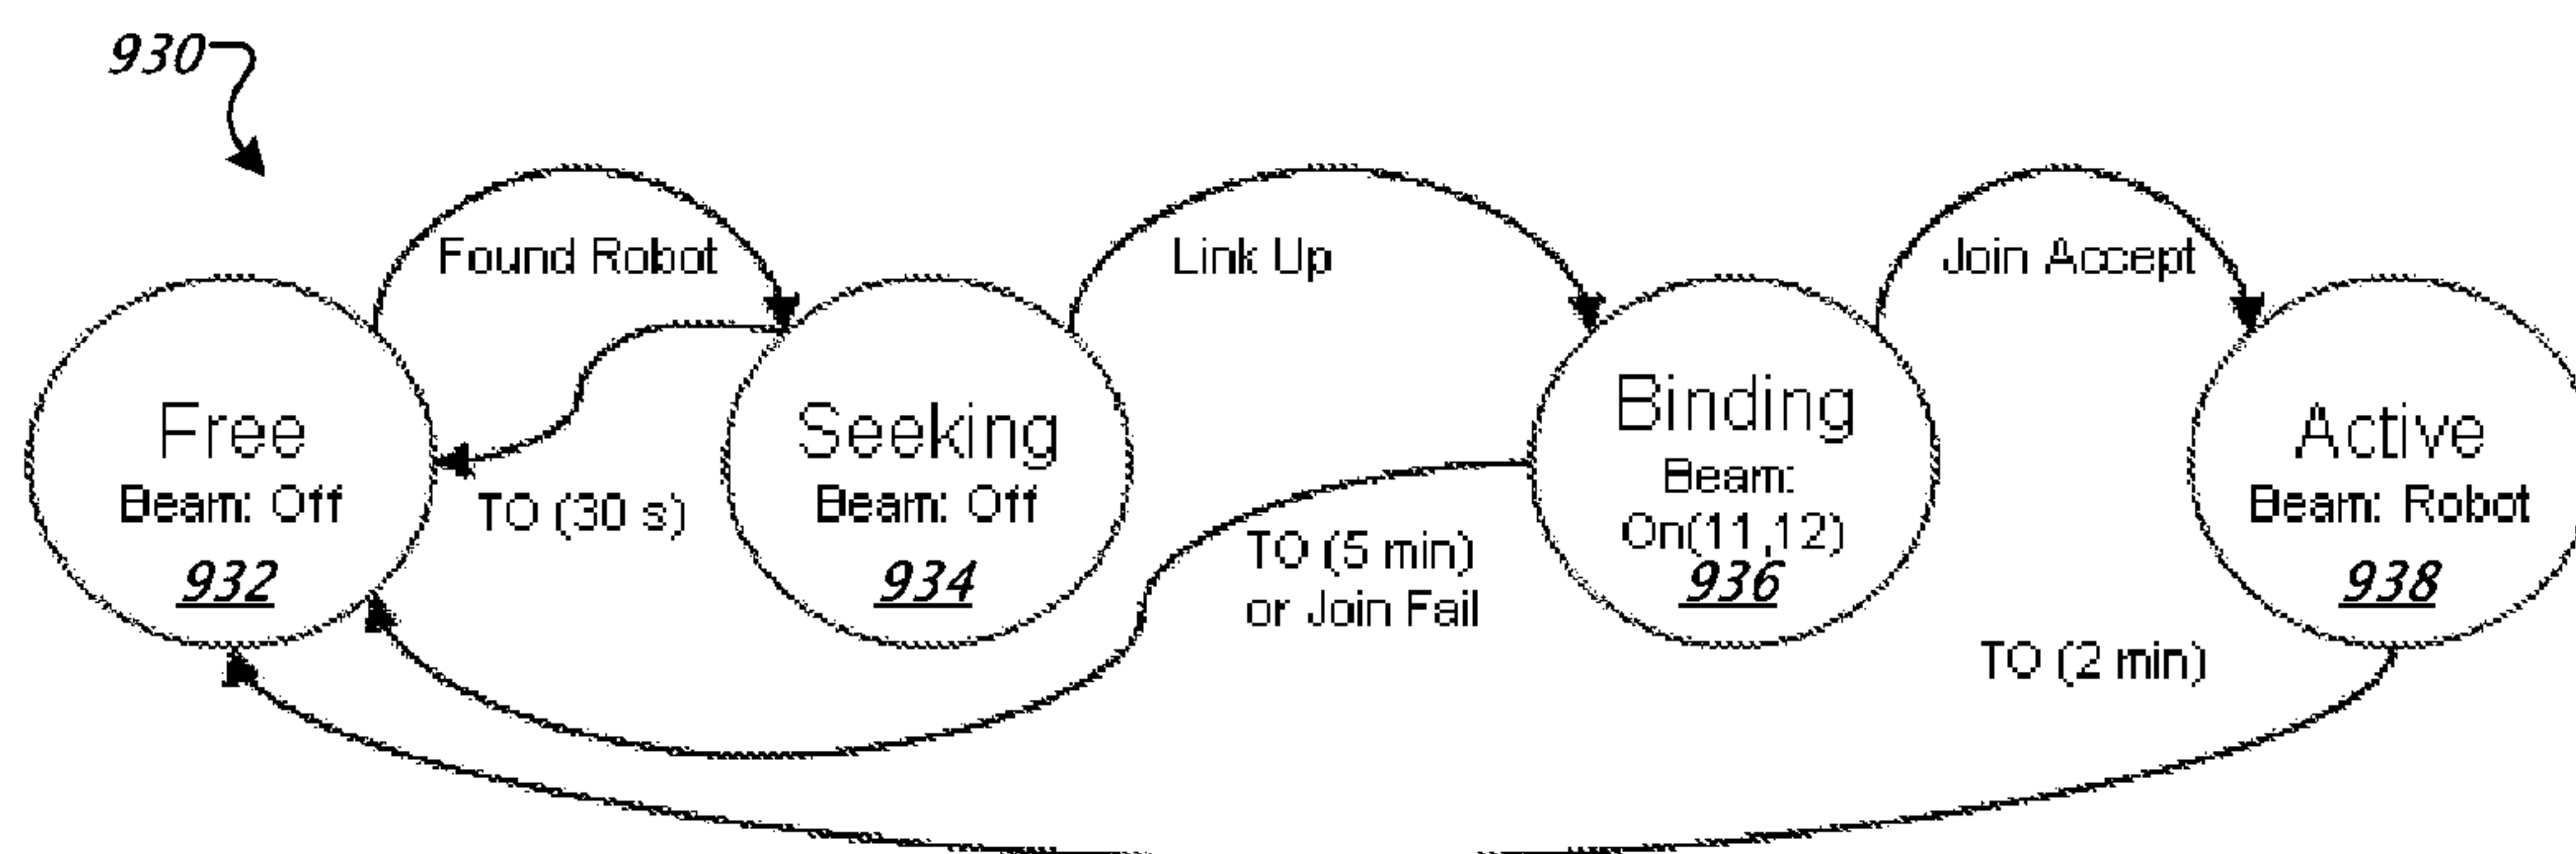 930
Found Robot
Link Up
Join Accept
Free
Beam: Off
932
TO (30 s)
Seeking
Beam: Off
934
TO (5 min)
or Join Fail
Binding
Beam:
On(11,12)
936
Active
Beam: Robot
938
TO (2 min)